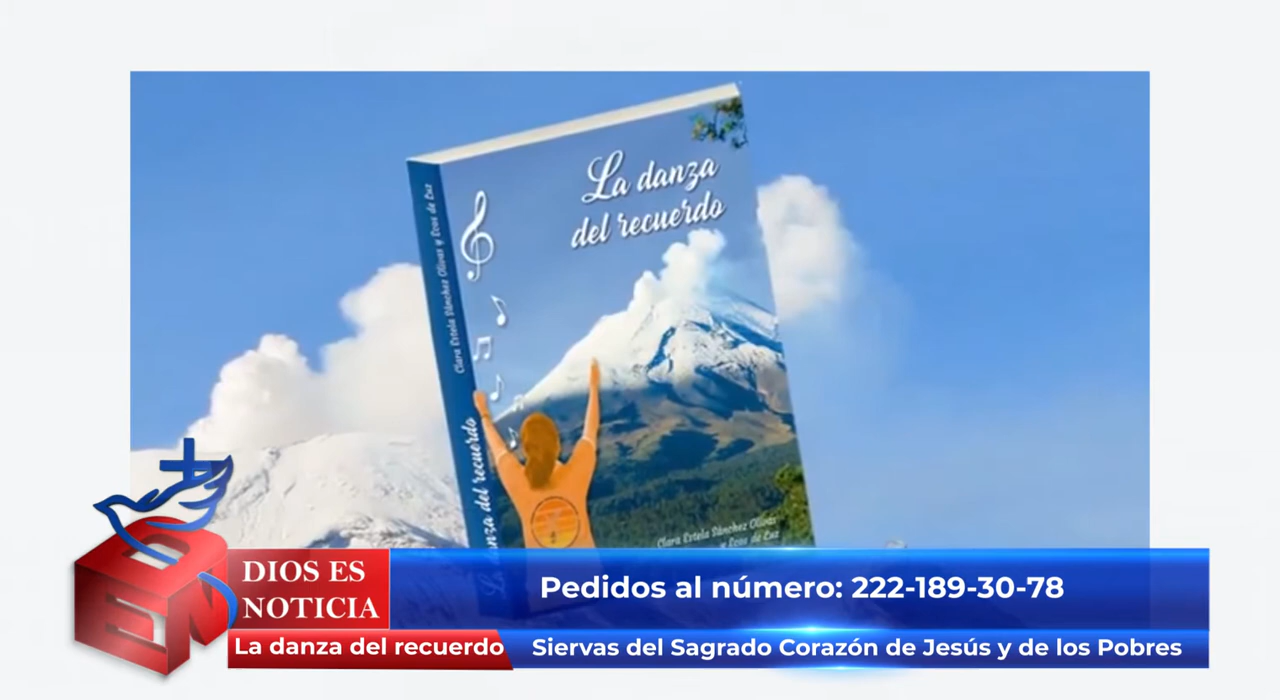 La danza
del recuerdo
Clara Estela Sánchez Olivas y Ecos de Luz
La danza del recuerdo
Clara Estela Sánchez Olivas
y Ecos de Luz
DEN
DIOS ES
NOTICIA
Pedidos al número: 222-189-30-78
La danza del recuerdo
Siervas del Sagrado Corazón de Jesús y de los Pobres